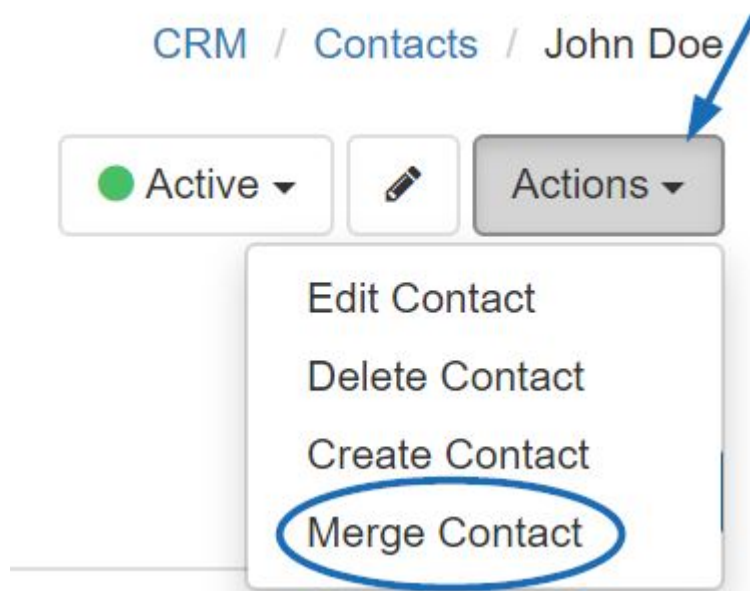 CRM / Contacts / John Doe
Active Actions
Edit Contact
Delete Contact
Create Contact
Merge Contact